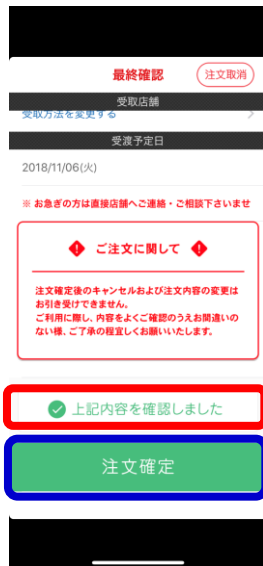 最終確認
注文取消
受取店舗
受取方法を変更する
受渡予定日
2018/11/06(火)
※ お急ぎの方は直接店舗へご連絡・ご相談下さいませ
ご注文に関して
注文確定後のキャンセルおよび注文内容の変更は
お引き受けできません。
ご利用に際し、内容をよくご確認のうえお間違いの
ない様、ご了承の程宜しくお願いいたします。
上記内容を確認しました
注文確定